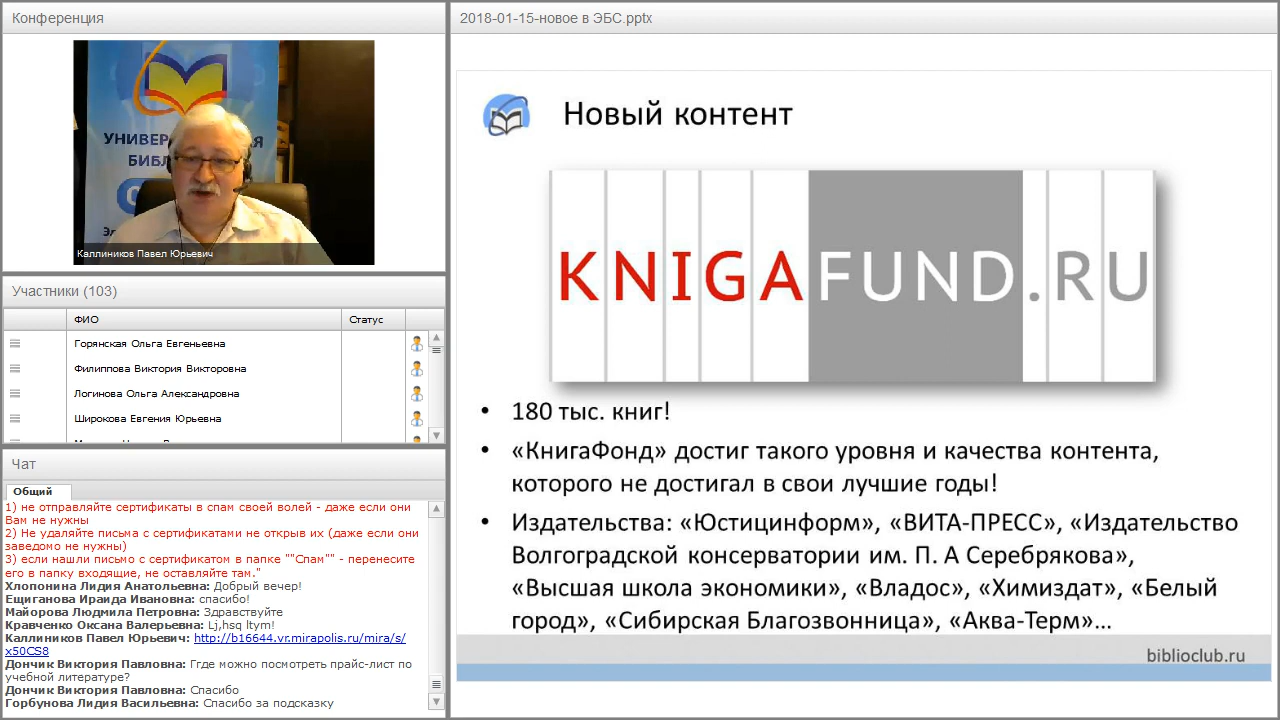 Конференция
УНИВЕР
БИБЛ
Каллиников Павел Юрьевич
Участники (103)
ФИО
Статус
Горянская Ольга Евгеньевна
Филиппова Виктория Викторовна
Логинова Ольга Александровна
Широкова Евгения Юрьевна
Чат
Общий
1) не отправляйте сертификаты в спам своей волей - даже если они
Вам не нужны
2) Не удаляйте письма с сертификатами не открыв их (даже если они
заведомо не нужны)
3) если нашли письмо с сертификатом в папке ""Спам"" - перенесите
его в папку входящие, не оставляйте там."
Хлопонина Лидия Анатольевна: Добрый вечер!
Ещиганова Ираида Ивановна: спасибо!
Майорова Людмила Петровна: Здравствуйте
Кравченко Оксана Валерьевна: Lj,hsq ltym!
Каллиников Павел Юрьевич: http://b16644.vr.mirapolis.ru/mira/s/
x50CS8
Дончик Виктория Павловна: Ггде можно посмотреть прайс-лист по
учебной литературе?
Дончик Виктория Павловна: Спасибо
Горбунова Лидия Васильевна: Спасибо за подсказку
2018-01-15-новое в ЭБС.pptx
Новый контент
KNIGAFUND.RU
• 180 тыс. книг!
• «КнигаФонд» достиг такого уровня и качества контента,
которого не достигал в свои лучшие годы!
• Издательства: «Юстицинформ», «ВИТА-ПРЕСС», «Издательство
Волгоградской консерватории им. П. А Серебрякова»,
«Высшая школа экономики», «Владос», «Химиздат», «Белый
город», «Сибирская Благозвонница», «Аква-Терм»...
biblioclub.ru